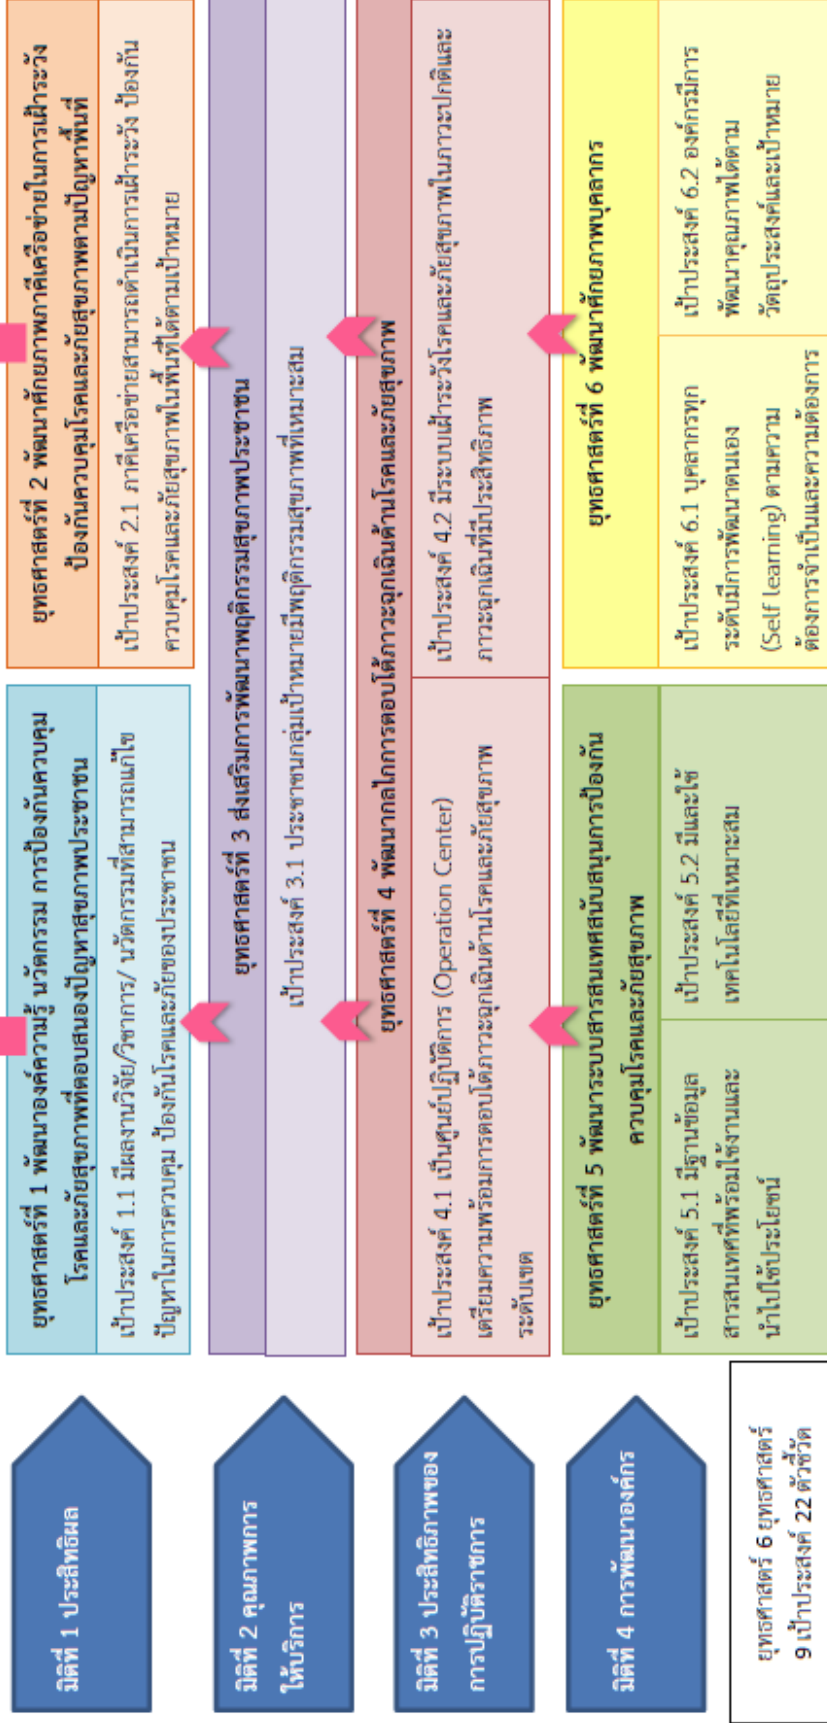 มิติที่ 1 ประสิทธิผล
ยุทธศาสตร์ที่ 1 พัฒนาองค์ความรู้ นวัตกรรม การป้องกันควบคุม
โรคและภัยสุขภาพที่ตอบสนองปัญหาสุขภาพประชาชน
เป้าประสงค์ 1.1 มีผลงานวิจัย/วิชาการ/ นวัตกรรมที่สามารถแก้ไข
ปัญหาในการควบคุม ป้องกันโรคและภัยของประชาชน
ยุทธศาสตร์ที่ 2 พัฒนาศักยภาพภาคีเครือข่ายในการเฝ้าระวัง
ป้องกันควบคุมโรคและภัยสุขภาพตามปัญหาพื้นที่
เป้าประสงค์ 2.1 ภาคีเครือข่ายสามารถดำเนินการเฝ้าระวัง ป้องกัน
ควบคุมโรคและภัยสุขภาพในพื้นที่ได้ตามเป้าหมาย
มิติที่ 2 คุณภาพการ
ให้บริการ
ยุทธศาสตร์ที่ 3 ส่งเสริมการพัฒนาพฤติกรรมสุขภาพประชาชน
เป้าประสงค์ 3.1 ประชาชนกลุ่มเป้าหมายมีพฤติกรรมสุขภาพที่เหมาะสม
มิติที่ 3 ประสิทธิภาพของ
การปฏิบัติราชการ
ยุทธศาสตร์ที่ 4 พัฒนากลไกการตอบโต้ภาวะฉุกเฉินด้านโรคและภัยสุขภาพ
เป้าประสงค์ 4.1 เป็นศูนย์ปฏิบัติการ (Operation Center)
เตรียมความพร้อมการตอบโต้ภาวะฉุกเฉินด้านโรคและภัยสุขภาพ
ระดับเขต
เป้าประสงค์ 4.2 มีระบบเฝ้าระวังโรคและภัยสุขภาพในภาวะปกติและ
ภาวะฉุกเฉินที่มีประสิทธิภาพ
มิติที่ 4 การพัฒนาองค์กร
ยุทธศาสตร์ที่ 5 พัฒนาระบบสารสนเทศสนับสนุนการป้องกัน
ควบคุมโรคและภัยสุขภาพ
เป้าประสงค์ 5.1 มีฐานข้อมูล
สารสนเทศที่พร้อมใช้งานและ
นำไปใช้ประโยชน์
เป้าประสงค์ 5.2 มีและใช้
เทคโนโลยีที่เหมาะสม
ยุทธศาสตร์ที่ 6 พัฒนาศักยภาพบุคลากร
เป้าประสงค์ 6.1 บุคลากรทุก
ระดับมีการพัฒนาตนเอง
(Self learning) ตามความ
ต้องการจำเป็นและความต้องการ
เป้าประสงค์ 6.2 องค์กรมีการ
พัฒนาคุณภาพได้ตาม
วัตถุประสงค์และเป้าหมาย
ยุทธศาสตร์ 6 ยุทธศาสตร์
9 เป้าประสงค์ 22 ตัวชี้วัด